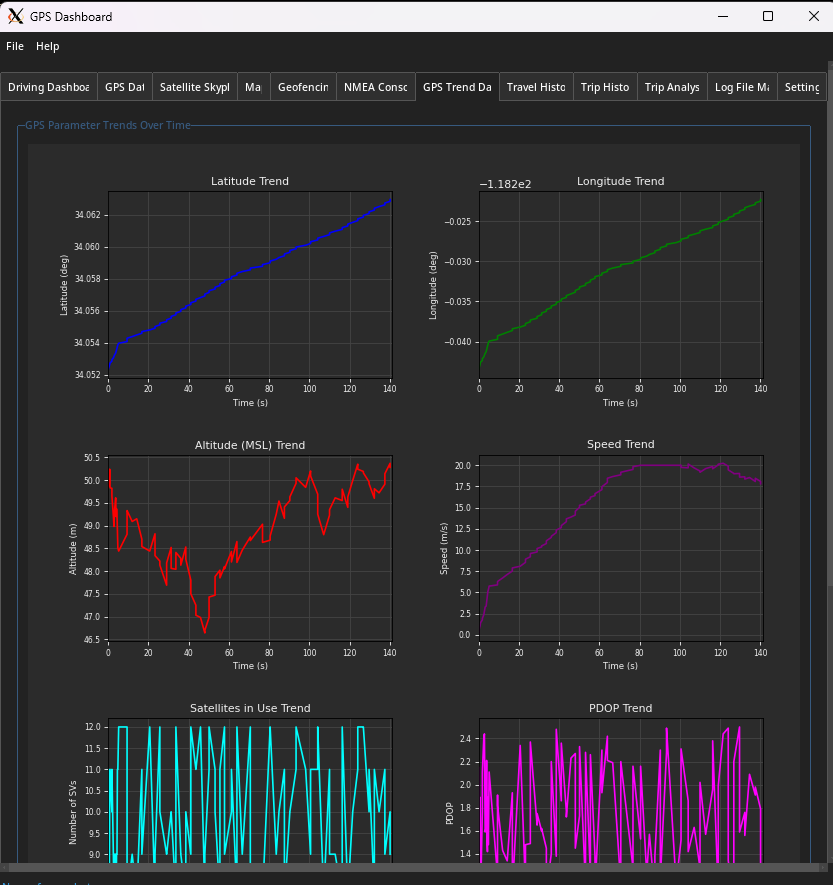 GPS Dashboard
File Help
Driving Dashboa GPS Dat Satellite Skypl Ma Geofencin NMEA Consc GPS Trend Da Travel Histo Trip Histo Trip Analys Log File Ma Setting
GPS Parameter Trends Over Time
Latitude Trend
34.062
34.060
34.058
34.056
34.054
34.052
Latitude (deg)
0 20 40 60 80 100 120 140
Time (s)
−1.182e2 Longitude Trend
−0.025
−0.030
−0.035
−0.040
Longitude (deg)
0 20 40 60 80 100 120 140
Time (s)
Altitude (MSL) Trend
50.5
50.0
49.5
49.0
48.5
48.0
47.5
47.0
46.5
Altitude (m)
0 20 40 60 80 100 120 140
Time (s)
Speed Trend
20.0
17.5
15.0
12.5
10.0
7.5
5.0
2.5
0.0
Speed (m/s)
0 20 40 60 80 100 120 140
Time (s)
Satellites in Use Trend
12.0
11.5
11.0
10.5
10.0
9.5
9.0
Number of SVs
PDOP Trend
2.4
2.2
2.0
1.8
1.6
1.4
PDOP